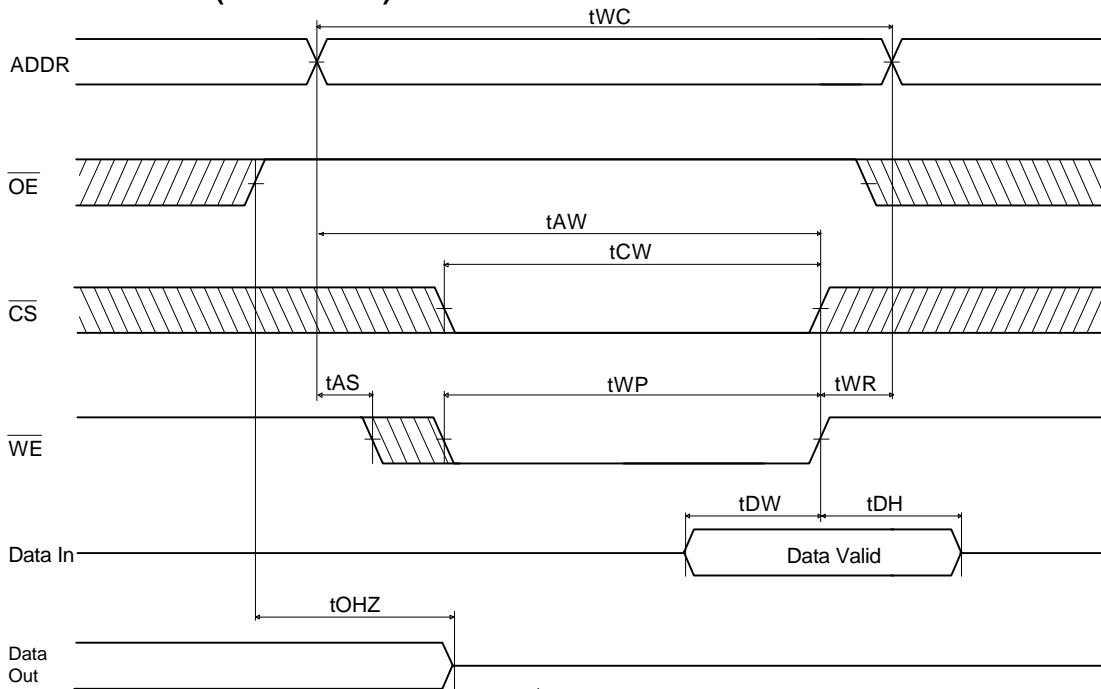 tWC
ADDR
OE
tAW
tCW
CS
tAS
tWP
tWR
WE
tDW
tDH
Data In
Data Valid
tOHZ
Data
Out